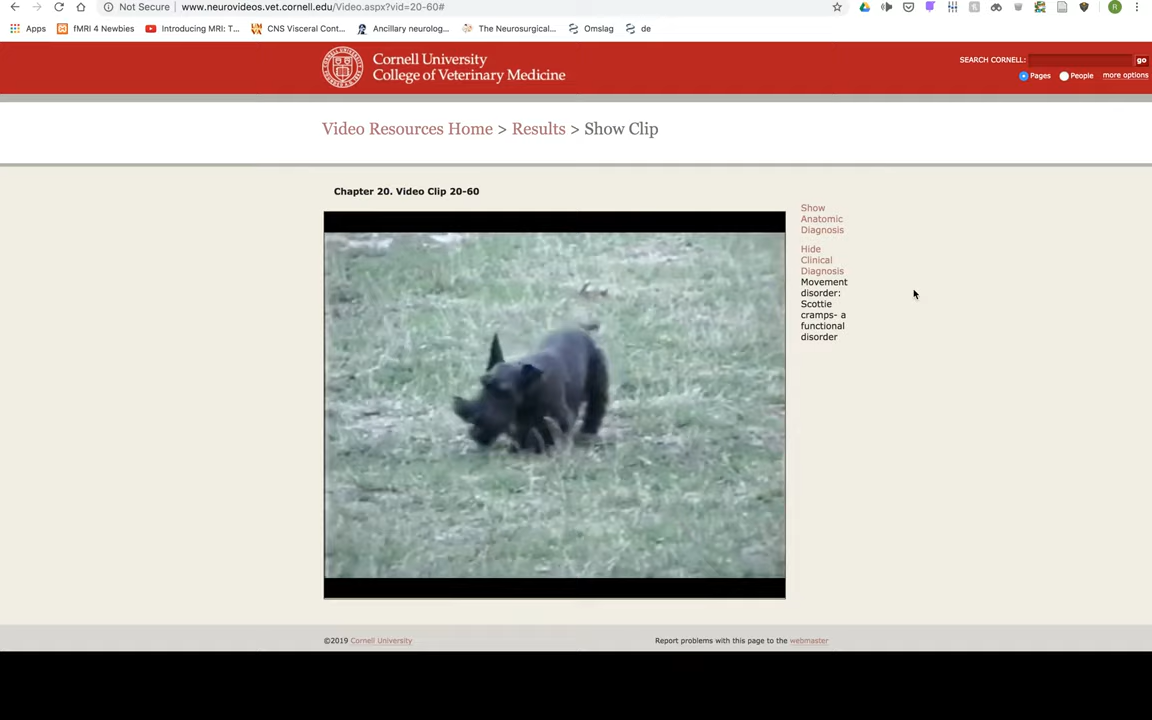 Not Secure | www.neurovideos.vet.cornell.edu/Video.aspx?vid=20-60#
R
Apps fMRI 4 Newbies Introducing MRI: T... CNS Visceral Cont... Ancillary neurolog... The Neurosurgical... Omslag de
Cornell University
College of Veterinary Medicine
SEARCH CORNELL: go
Pages People more options
Video Resources Home > Results > Show Clip
Chapter 20. Video Clip 20-60
Show
Anatomic
Diagnosis
Hide
Clinical
Diagnosis
Movement
disorder:
Scottie
cramps- a
functional
disorder
©2019 Cornell University
Report problems with this page to the webmaster